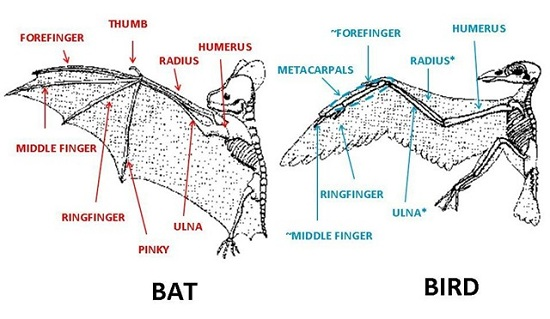 THUMB
FOREFINGER
RADIUS
HUMERUS
MIDDLE FINGER
RINGFINGER
PINKY
ULNA
BAT
~FOREFINGER
HUMERUS
METACARPALS
RADIUS*
RINGFINGER
ULNA*
~MIDDLE FINGER
BIRD